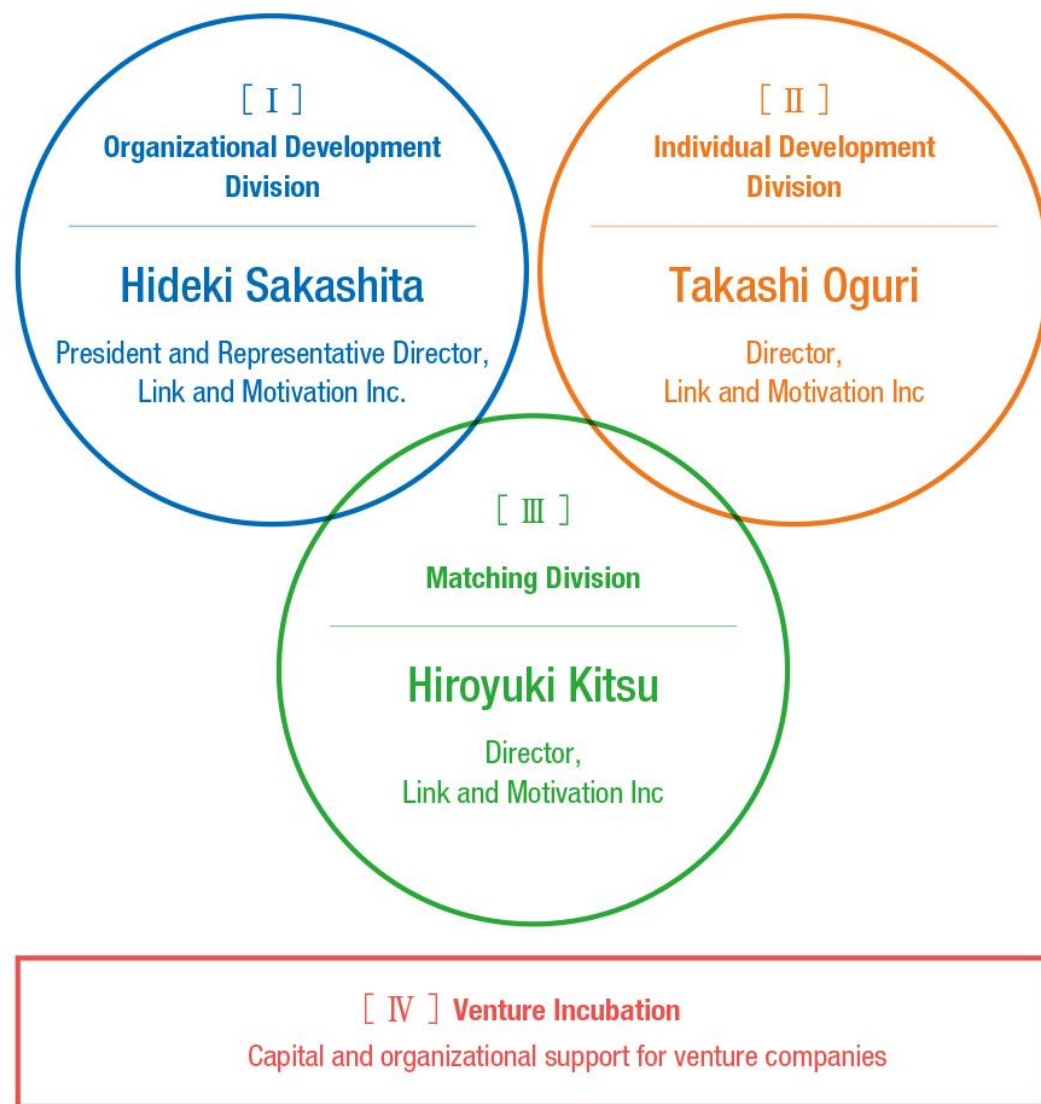 [ Ⅰ ]
Organizational Development
Division
Hideki Sakashita
President and Representative Director,
Link and Motivation Inc.
[ Ⅱ ]
Individual Development
Division
Takashi Oguri
Director,
Link and Motivation Inc
[ Ⅲ ]
Matching Division
Hiroyuki Kitsu
Director,
Link and Motivation Inc
[ Ⅳ ] Venture Incubation
Capital and organizational support for venture companies